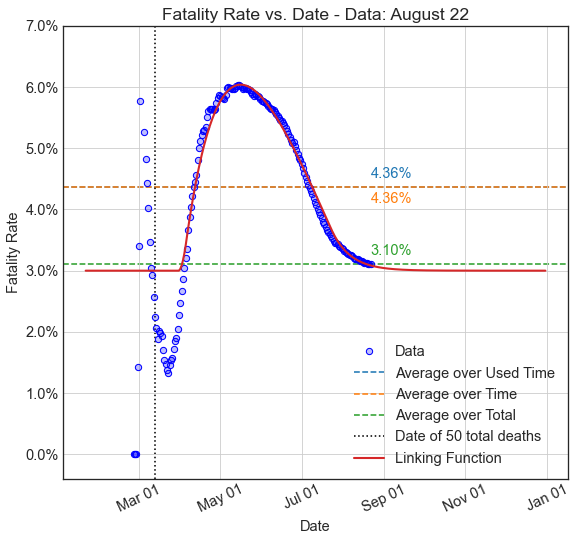 Fatality Rate vs. Date - Data: August 22
7.0%
6.0%
5.0%
4.0%
3.0%
2.0%
1.0%
0.0%
Fatality Rate
4.36%
4.36%
3.10%
Data
Average over Used Time
Average over Time
Average over Total
Date of 50 total deaths
Linking Function
Mar 01
May 01
Jul 01
Sep 01
Nov 01
Jan 01
Date